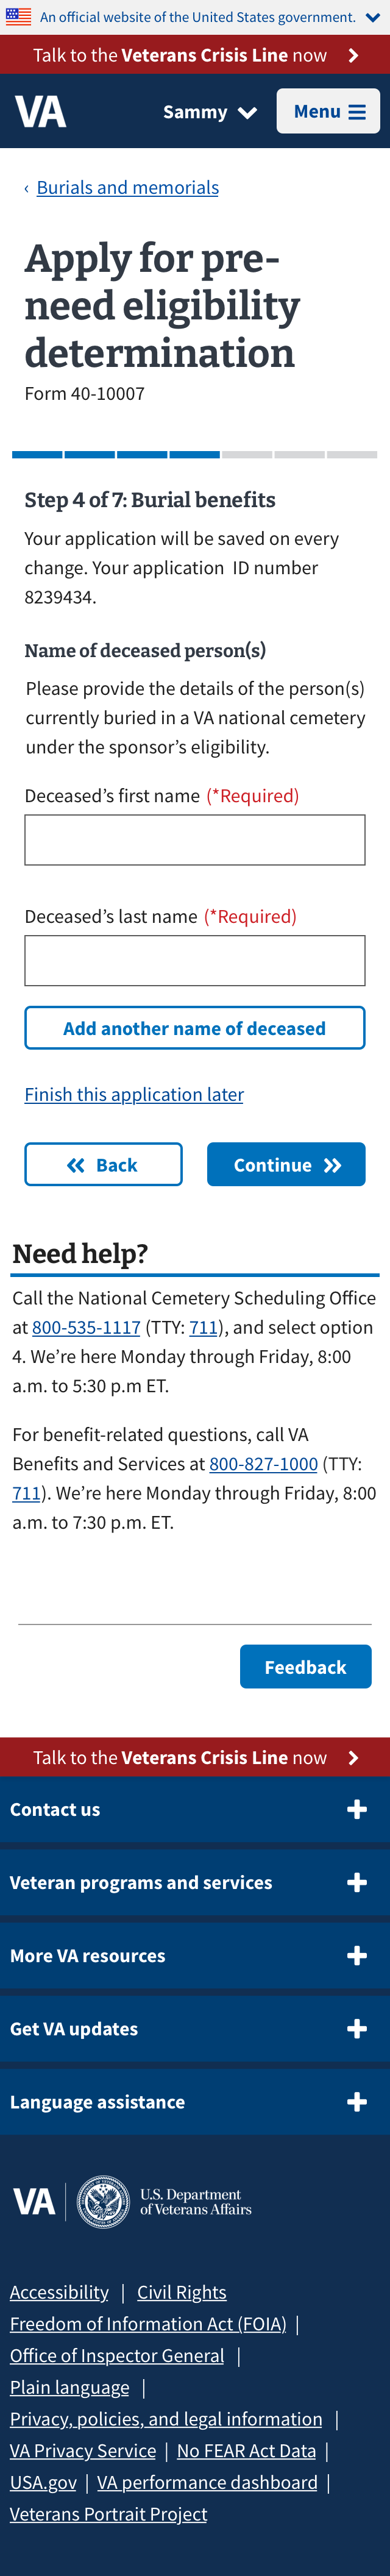 An official website of the United States government.
Talk to the Veterans Crisis Line now
VA
Sammy
Menu
‹ Burials and memorials
Apply for pre-
need eligibility
determination
Form 40-10007
Step 4 of 7: Burial benefits
Your application will be saved on every
change. Your application ID number
8239434.
Name of deceased person(s)
Please provide the details of the person(s)
currently buried in a VA national cemetery
under the sponsor’s eligibility.
Deceased’s first name (*Required)
Deceased’s last name (*Required)
Add another name of deceased
Finish this application later
Back
Continue
Need help?
Call the National Cemetery Scheduling Office
at 800-535-1117 (TTY: 711), and select option
4. We’re here Monday through Friday, 8:00
a.m. to 5:30 p.m ET.
For benefit-related questions, call VA
Benefits and Services at 800-827-1000 (TTY:
711). We’re here Monday through Friday, 8:00
a.m. to 7:30 p.m. ET.
Feedback
Talk to the Veterans Crisis Line now
Contact us
Veteran programs and services
More VA resources
Get VA updates
Language assistance
VA
U.S. Department
of Veterans Affairs
Accessibility | Civil Rights
Freedom of Information Act (FOIA) |
Office of Inspector General |
Plain language |
Privacy, policies, and legal information |
VA Privacy Service | No FEAR Act Data |
USA.gov | VA performance dashboard |
Veterans Portrait Project